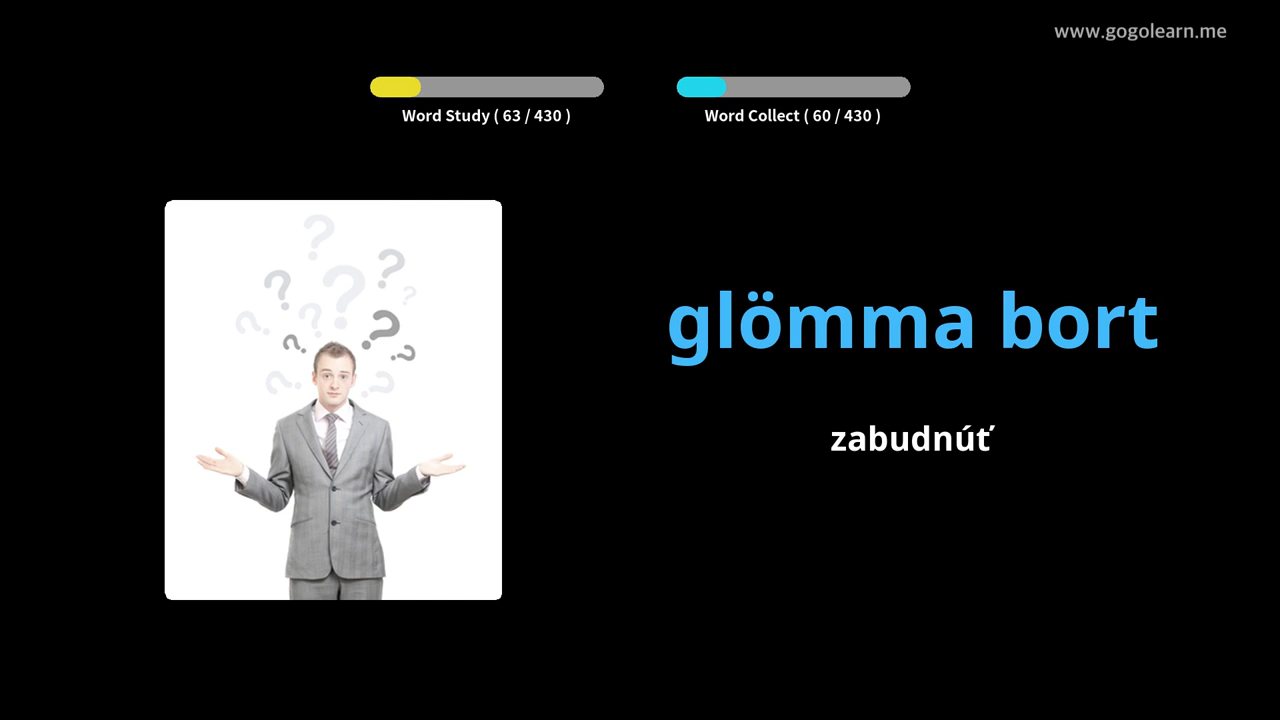 www.gogolearn.me
Word Study ( 63 / 430 )
Word Collect ( 60 / 430 )
? ? ? ? ? ? ? ? ? ? ? ?
glömma bort
zabudnúť